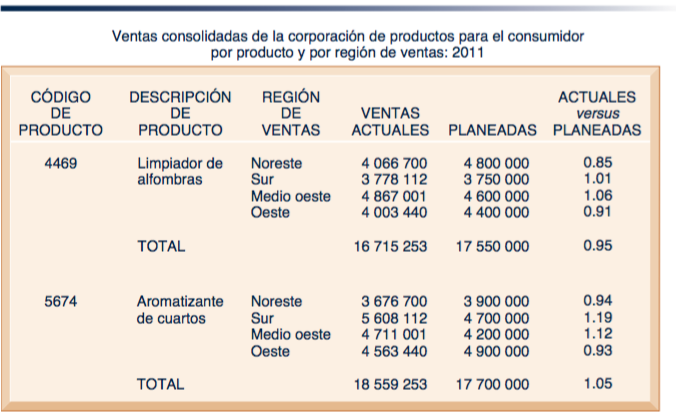 Ventas consolidadas de la corporación de productos para el consumidor
por producto y por región de ventas: 2011
CÓDIGO DE PRODUCTO DESCRIPCIÓN DE PRODUCTO REGIÓN DE VENTAS VENTAS ACTUALES PLANEADAS ACTUALES versus PLANEADAS
4469 Limpiador de Noreste 4 066 700 4 800 000 0.85
alfombras Sur 3 778 112 3 750 000 1.01
Medio oeste 4 867 001 4 600 000 1.06
Oeste 4 003 440 4 400 000 0.91
TOTAL 16 715 253 17 550 000 0.95
5674 Aromatizante Noreste 3 676 700 3 900 000 0.94
de cuartos Sur 5 608 112 4 700 000 1.19
Medio oeste 4 711 001 4 200 000 1.12
Oeste 4 563 440 4 900 000 0.93
TOTAL 18 559 253 17 700 000 1.05